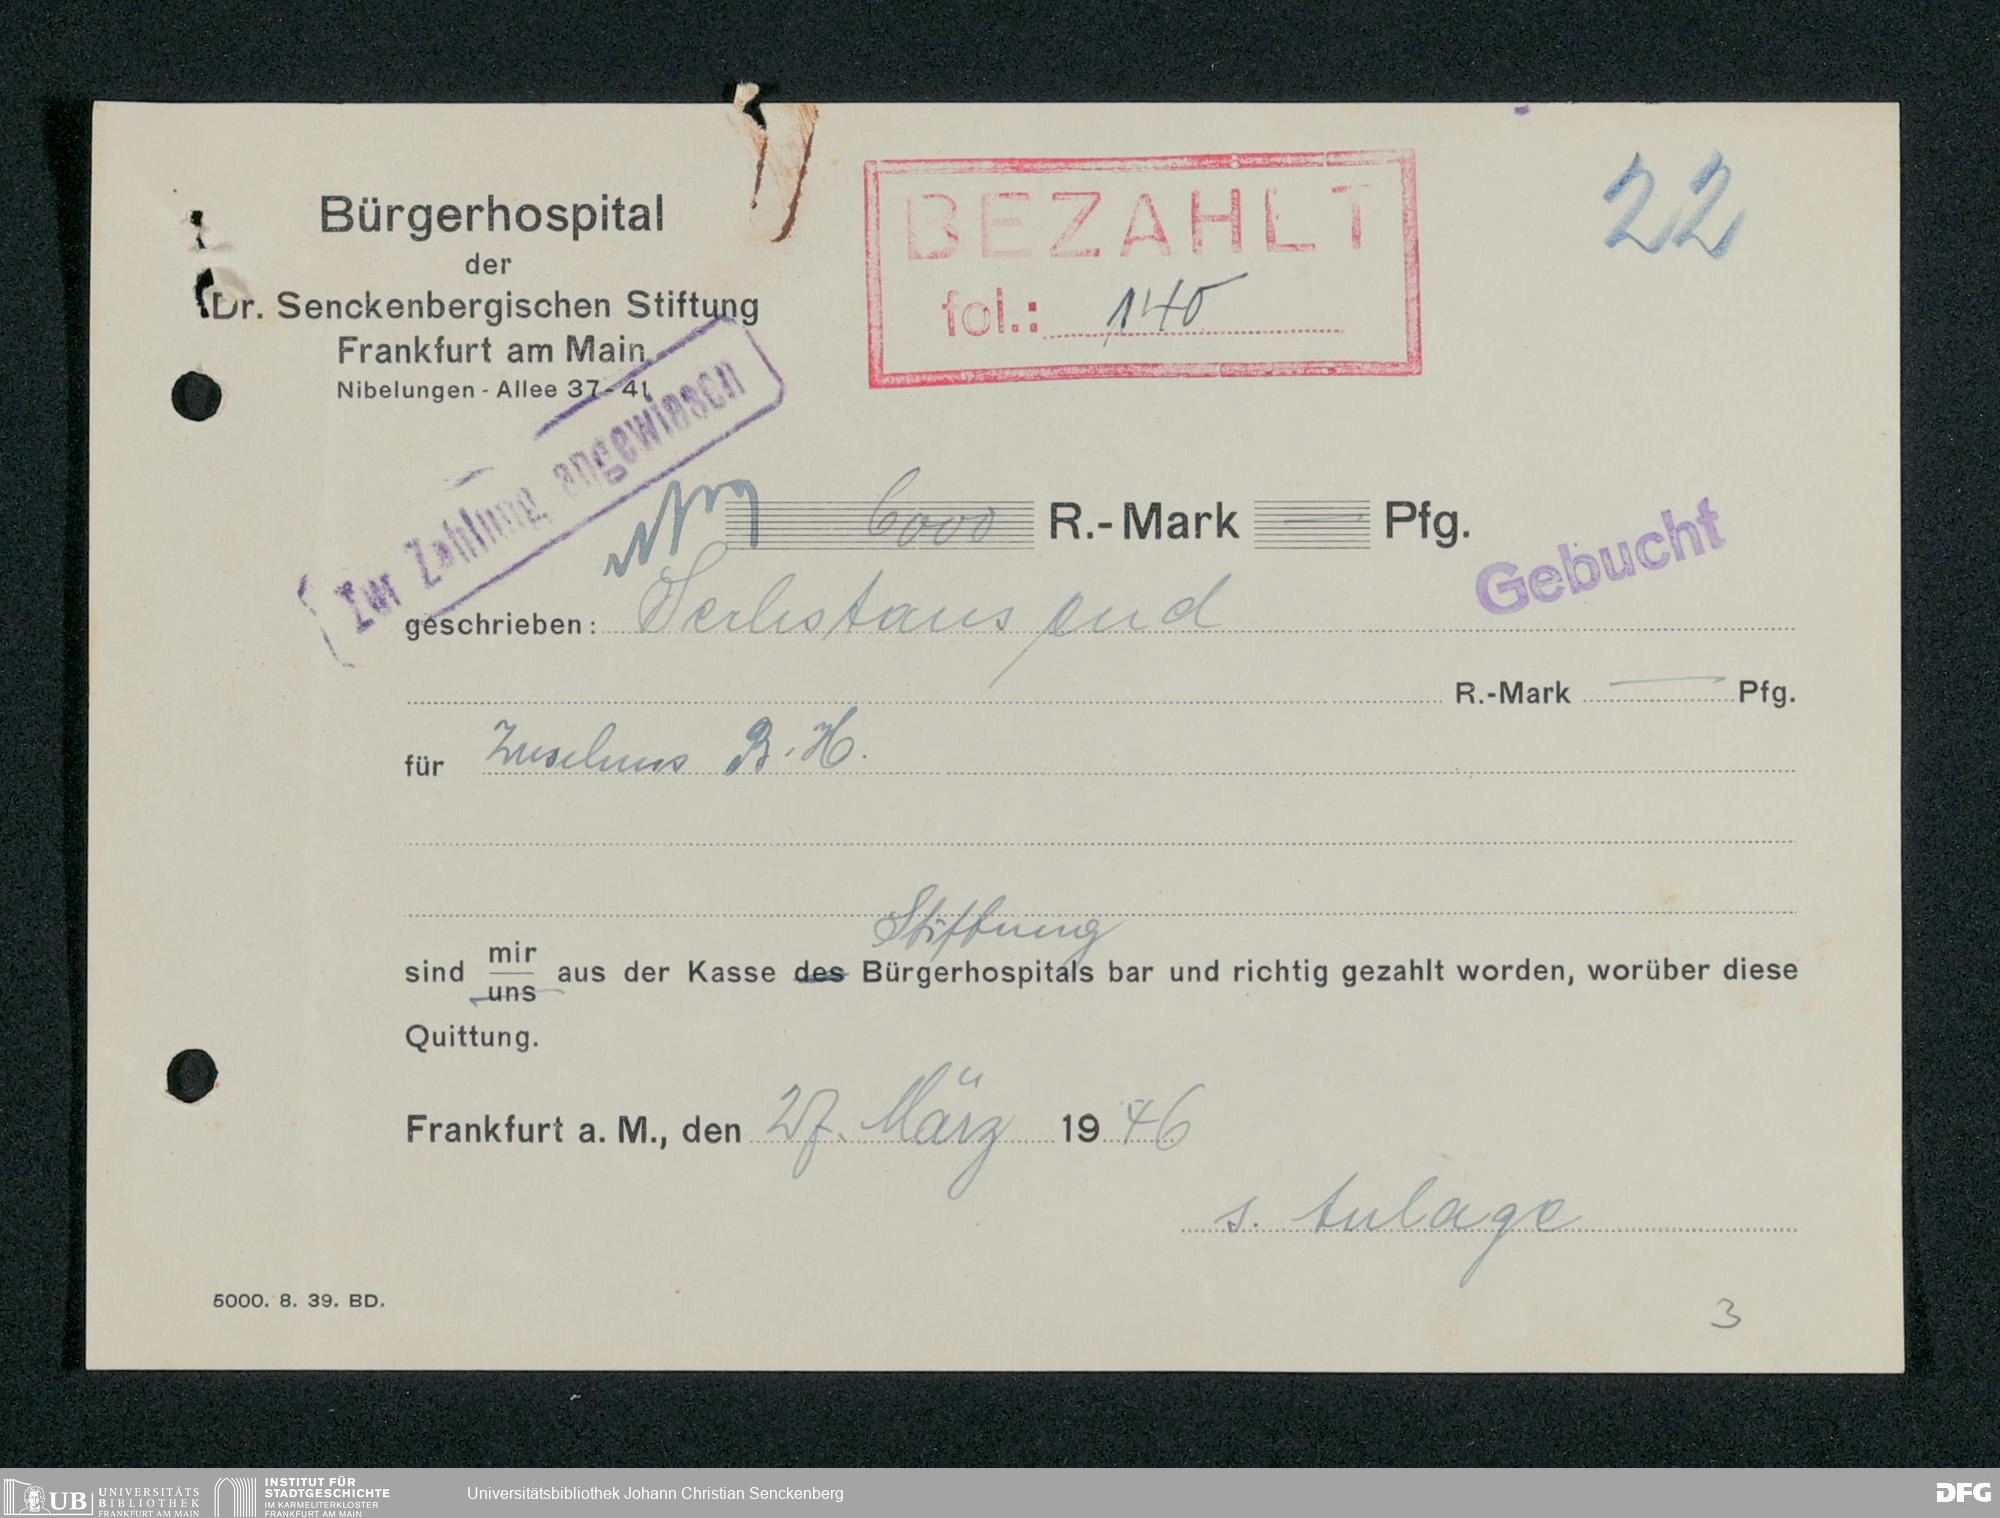 22
Bürgerhospital
der
Dr. Senckenbergischen Stiftung
Frankfurt am Main
Nibelungen - Allee 37- 41
BEZAHLT
fol.: 140
Zur Zahlung angewiesen
6000 R.-Mark — Pfg.
Gebucht
geschrieben: Sechstausend
R.-Mark — Pfg.
für Zuschuss B. H.
Stiftung
sind mir
uns aus der Kasse des Bürgerhospitals bar und richtig gezahlt worden, worüber diese
Quittung.
Frankfurt a. M., den 27. März 1946
s. Anlage
5000. 8. 39. BD.
3
UB UNIVERSITÄTS
BIBLIOTHEK
FRANKFURT AM MAIN
INSTITUT FÜR
STADTGESCHICHTE
IM KARMELITERKLOSTER
FRANKFURT AM MAIN
Universitätsbibliothek Johann Christian Senckenberg
DFG